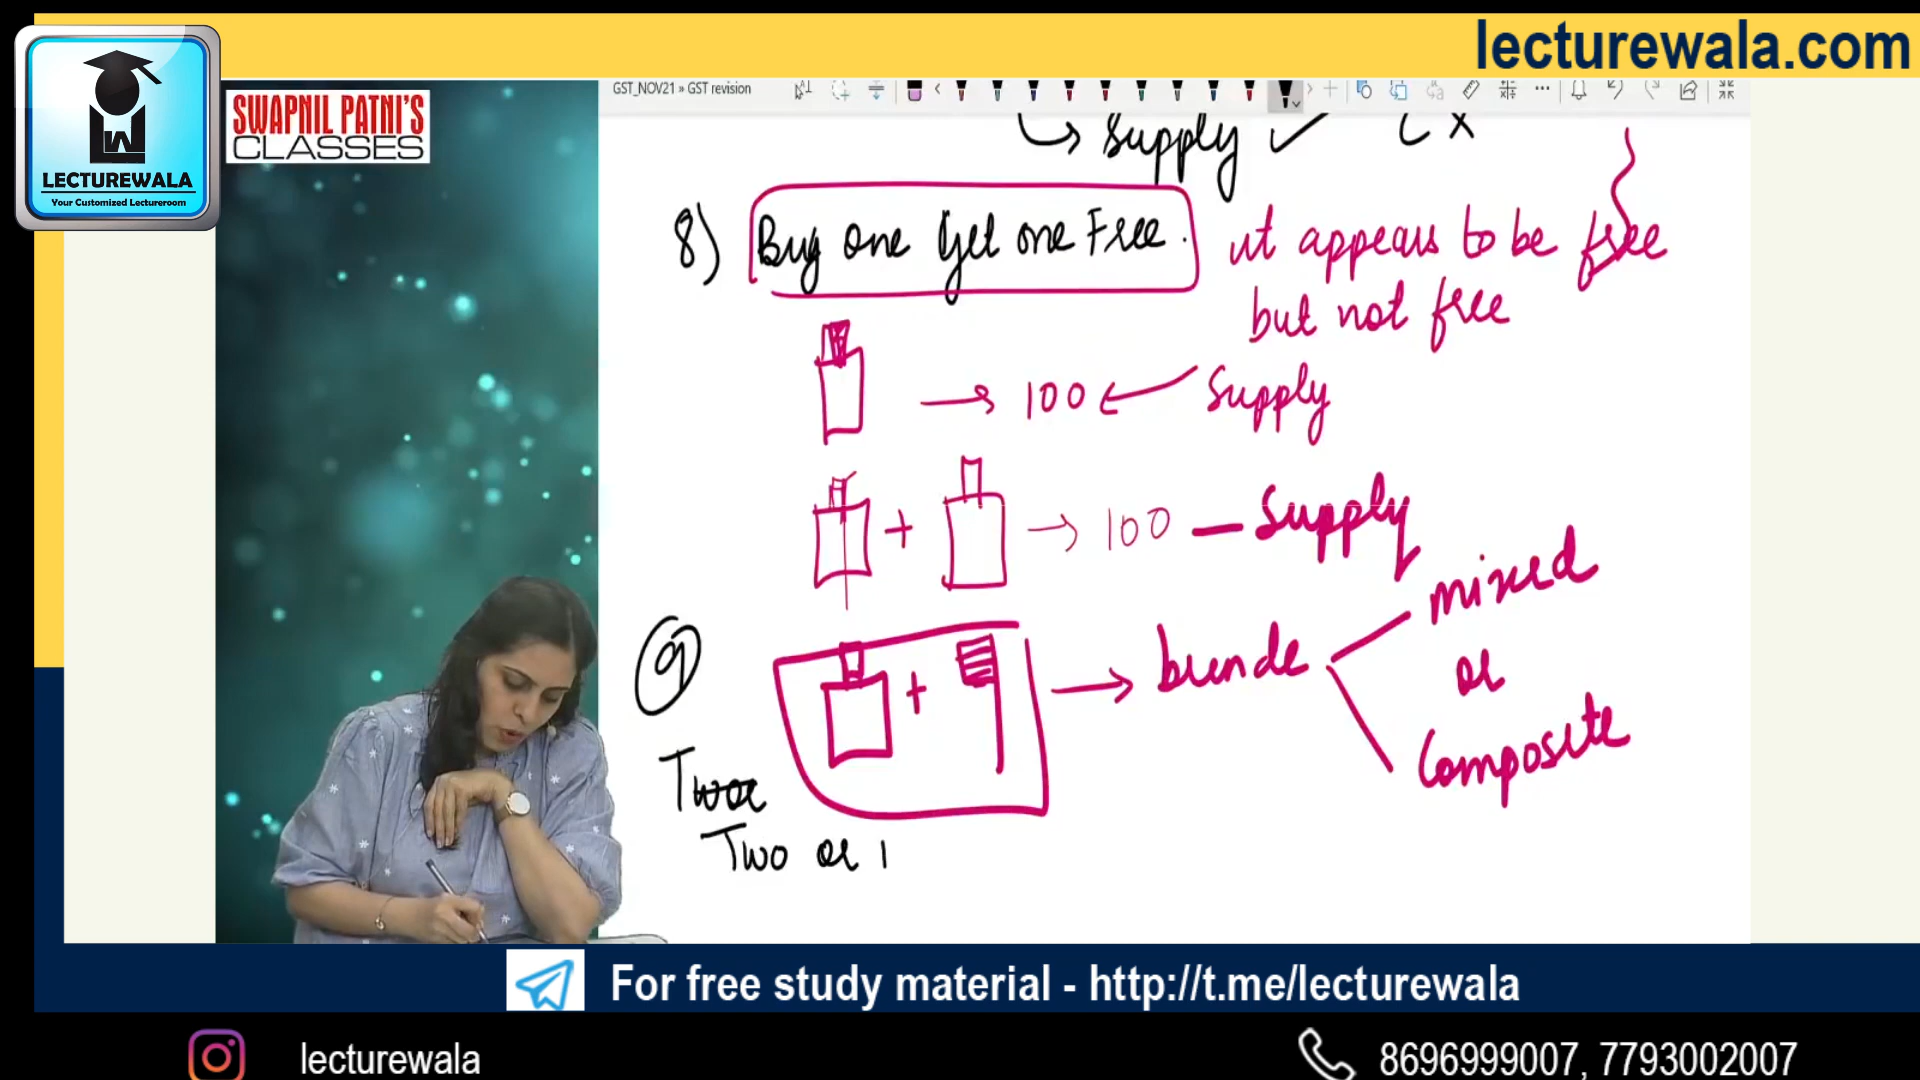 lecturewala.com
LW
LECTUREWALA
Your Customized Lectureroom
SWAPNIL PATNI'S
CLASSES
GST_NOV21 » GST revision
↳ Supply ✓
8) Buy one Get one Free. it appears to be free
but not free
→ 100 ← Supply
+ → 100 — Supply
9) + → bundle
mixed
or
Composite
Two or
Two or
For free study material - http://t.me/lecturewala
lecturewala
8696999007, 7793002007